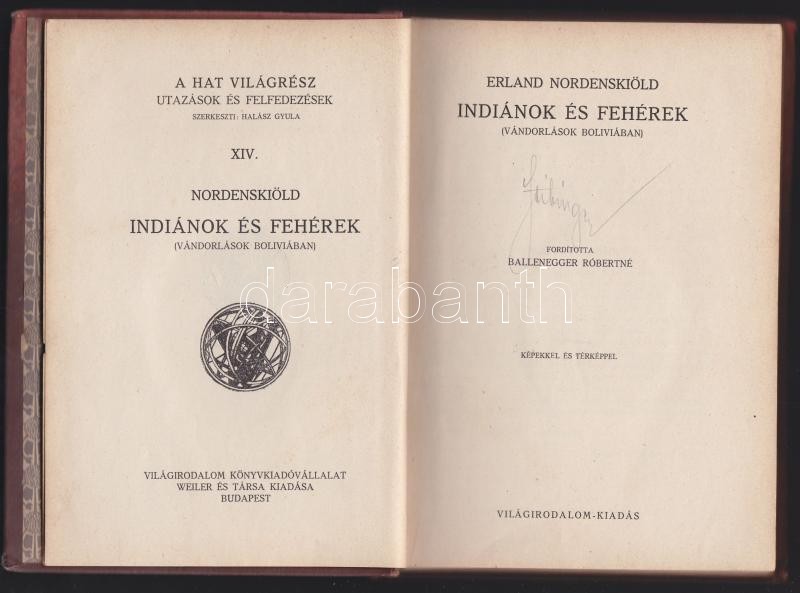 A HAT VILÁGRÉSZ
UTAZÁSOK ÉS FELFEDEZÉSEK
SZERKESZTI: HALÁSZ GYULA
XIV.
NORDENSKIÖLD
INDIÁNOK ÉS FEHÉREK
(VÁNDORLÁSOK BOLIVIÁBAN)
VILÁGIRODALOM KÖNYVKIADÓVÁLLALAT
WEILER ÉS TÁRSA KIADÁSA
BUDAPEST
ERLAND NORDENSKIÖLD
INDIÁNOK ÉS FEHÉREK
(VÁNDORLÁSOK BOLIVIÁBAN)
FORDÍTOTTA
BALLENEGGER RÓBERTNÉ
KÉPEKKEL ÉS TÉRKÉPPEL
VILÁGIRODALOM-KIADÁS
darabanth